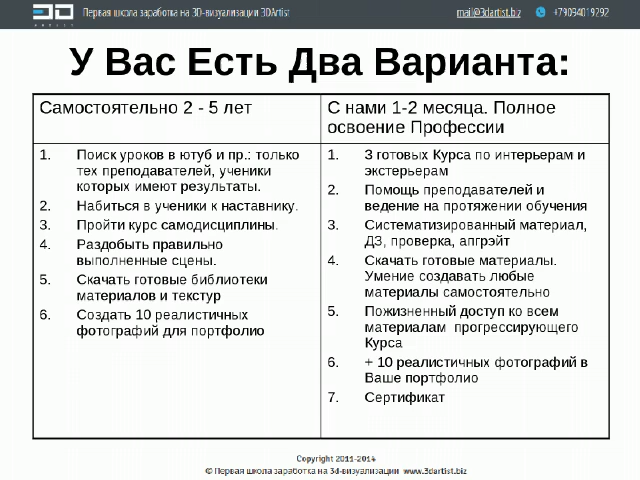 3D
ARTIST
Первая школа заработка на 3D-визуализации 3DArtist
mail@3dartist.biz
+79094019292
У Вас Есть Два Варианта:
Самостоятельно 2 - 5 лет
С нами 1-2 месяца. Полное
освоение Профессии
1. Поиск уроков в ютуб и пр.: только
тех преподавателей, ученики
которых имеют результаты.
2. Набиться в ученики к наставнику.
3. Пройти курс самодисциплины.
4. Раздобыть правильно
выполненные сцены.
5. Скачать готовые библиотеки
материалов и текстур
6. Создать 10 реалистичных
фотографий для портфолио
1. 3 готовых Курса по интерьерам и
экстерьерам
2. Помощь преподавателей и
ведение на протяжении обучения
3. Систематизированный материал,
ДЗ, проверка, апгрэйт
4. Скачать готовые материалы.
Умение создавать любые
материалы самостоятельно
5. Пожизненный доступ ко всем
материалам прогрессирующего
Курса
6. + 10 реалистичных фотографий в
Ваше портфолио
7. Сертификат
Copyright 2011-2014
© Первая школа заработка на 3d-визуализации www.3dartist.biz